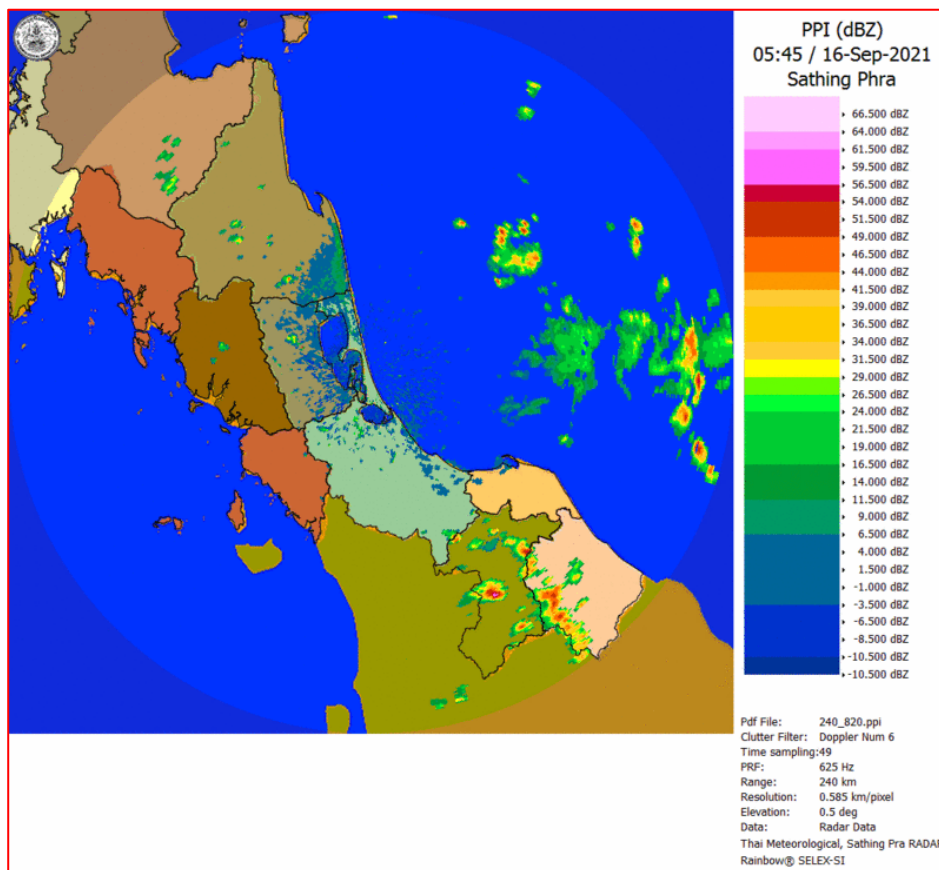 PPI (dBZ)
05:45 / 16-Sep-2021
Sathing Phra
66.500 dBZ
64.000 dBZ
61.500 dBZ
59.500 dBZ
56.500 dBZ
54.000 dBZ
51.500 dBZ
49.000 dBZ
46.500 dBZ
44.000 dBZ
41.500 dBZ
39.000 dBZ
36.500 dBZ
34.000 dBZ
31.500 dBZ
29.000 dBZ
26.500 dBZ
24.000 dBZ
21.500 dBZ
19.000 dBZ
16.500 dBZ
14.000 dBZ
11.500 dBZ
9.000 dBZ
6.500 dBZ
4.000 dBZ
1.500 dBZ
-1.000 dBZ
-3.500 dBZ
-6.500 dBZ
-8.500 dBZ
-10.500 dBZ
-10.500 dBZ
Pdf File: 240_820.ppi
Clutter Filter: Doppler Num 6
Time sampling:49
PRF: 625 Hz
Range: 240 km
Resolution: 0.585 km/pixel
Elevation: 0.5 deg
Data: Radar Data
Thai Meteorological, Sathing Pra RADAR
Rainbow® SELEX-SI